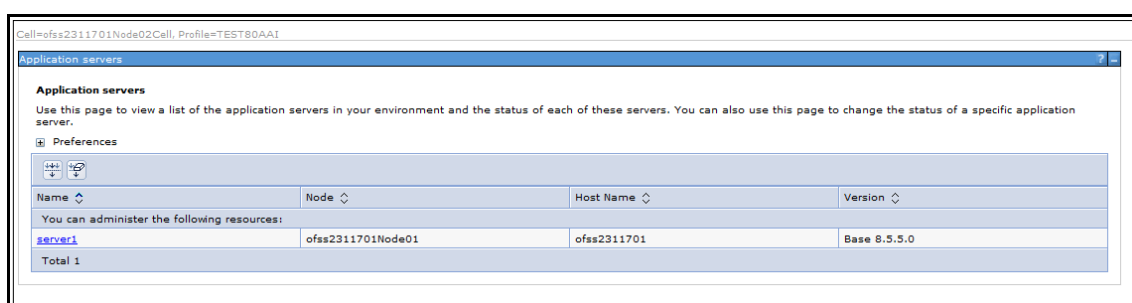 Cell=ofss2311701Node02Cell, Profile=TEST80AAI
Application servers ? _
Application servers
Use this page to view a list of the application servers in your environment and the status of each of these servers. You can also use this page to change the status of a specific application
server.
Preferences
Name Node Host Name Version
You can administer the following resources:
server1 ofss2311701Node01 ofss2311701 Base 8.5.5.0
Total 1